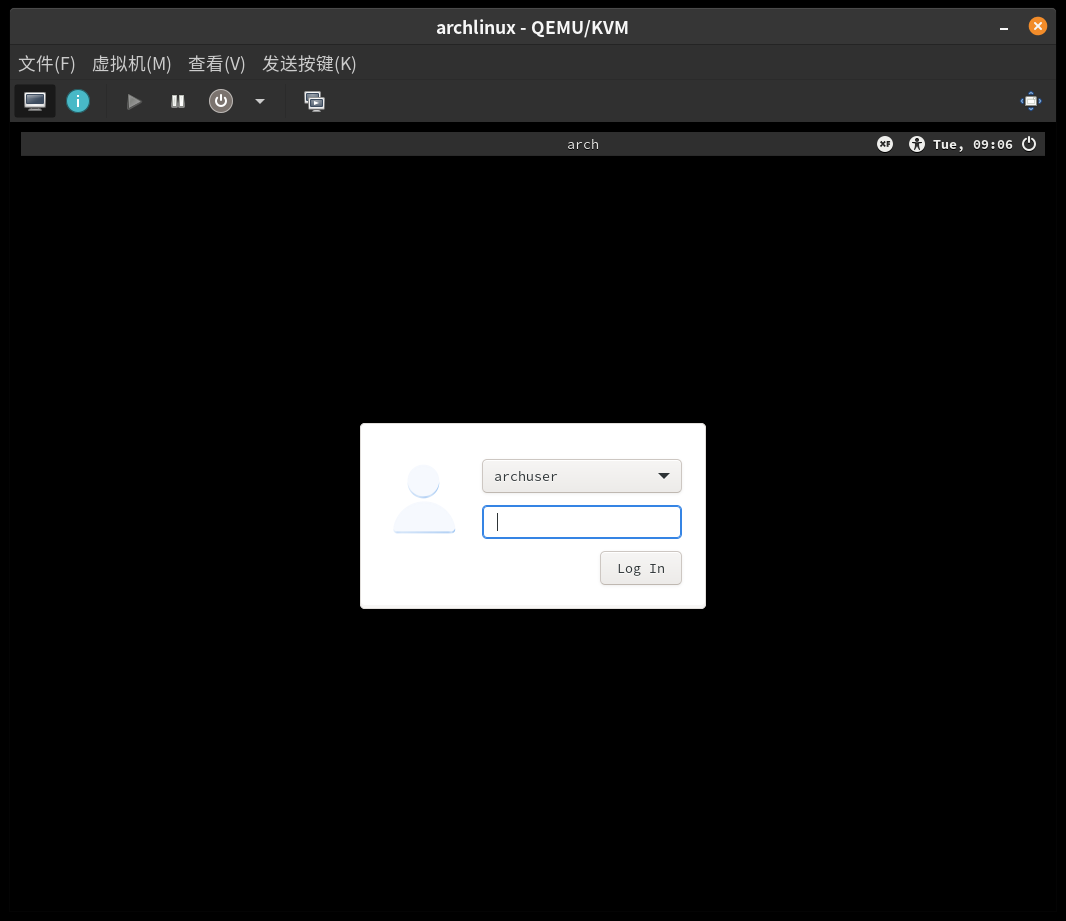 archlinux - QEMU/KVM
文件(F) 虚拟机(M) 查看(V) 发送按键(K)
arch XF Tue, 09:06
archuser
Log In